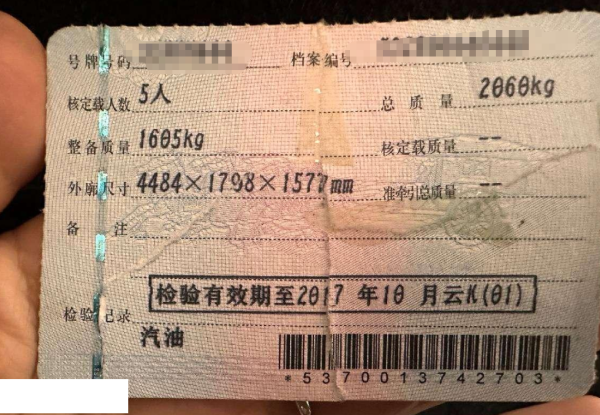 号牌号码 档案编号
核定载人数 5人 总质量 2060kg
整备质量 1605kg 核定载质量 --
外廓尺寸 4484×1798×1577mm 准牵引总质量 --
备注
检验有效期至2017 年10 月云K(01)
检验记录
汽油
*5370013742703*